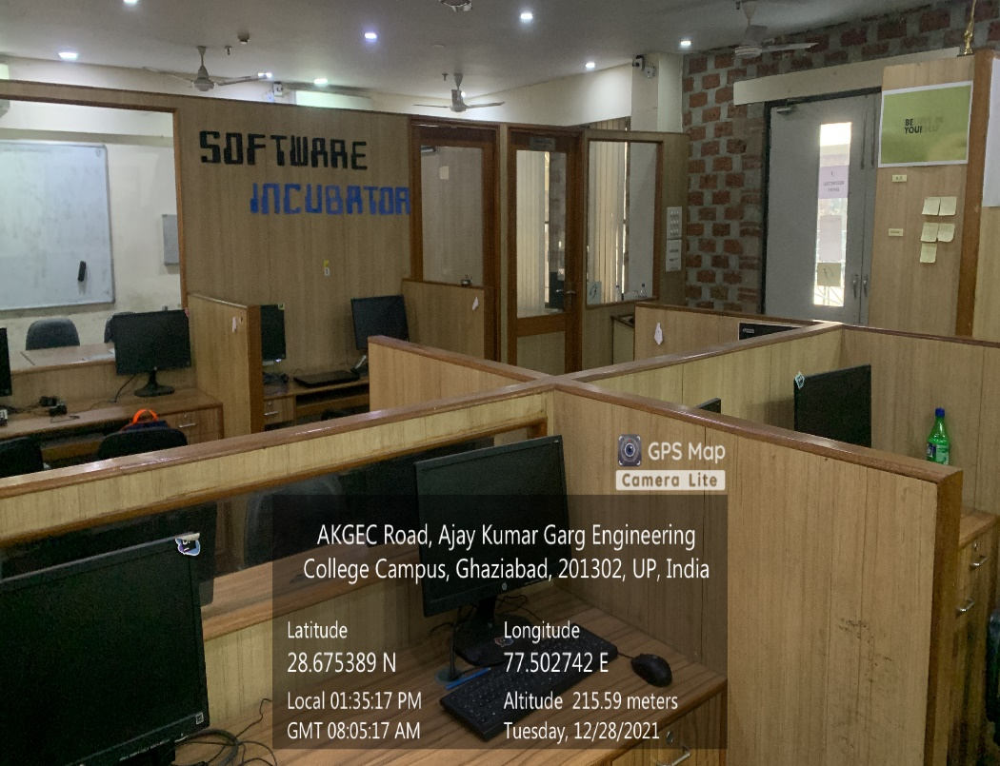 SOFTWARE
INCUBATOR
BE
YOU!
GPS Map
Camera Lite
AKGEC Road, Ajay Kumar Garg Engineering
College Campus, Ghaziabad, 201302, UP, India
Latitude
Longitude
28.675389 N
77.502742 E
Local 01:35:17 PM
Altitude 215.59 meters
GMT 08:05:17 AM
Tuesday, 12/28/2021